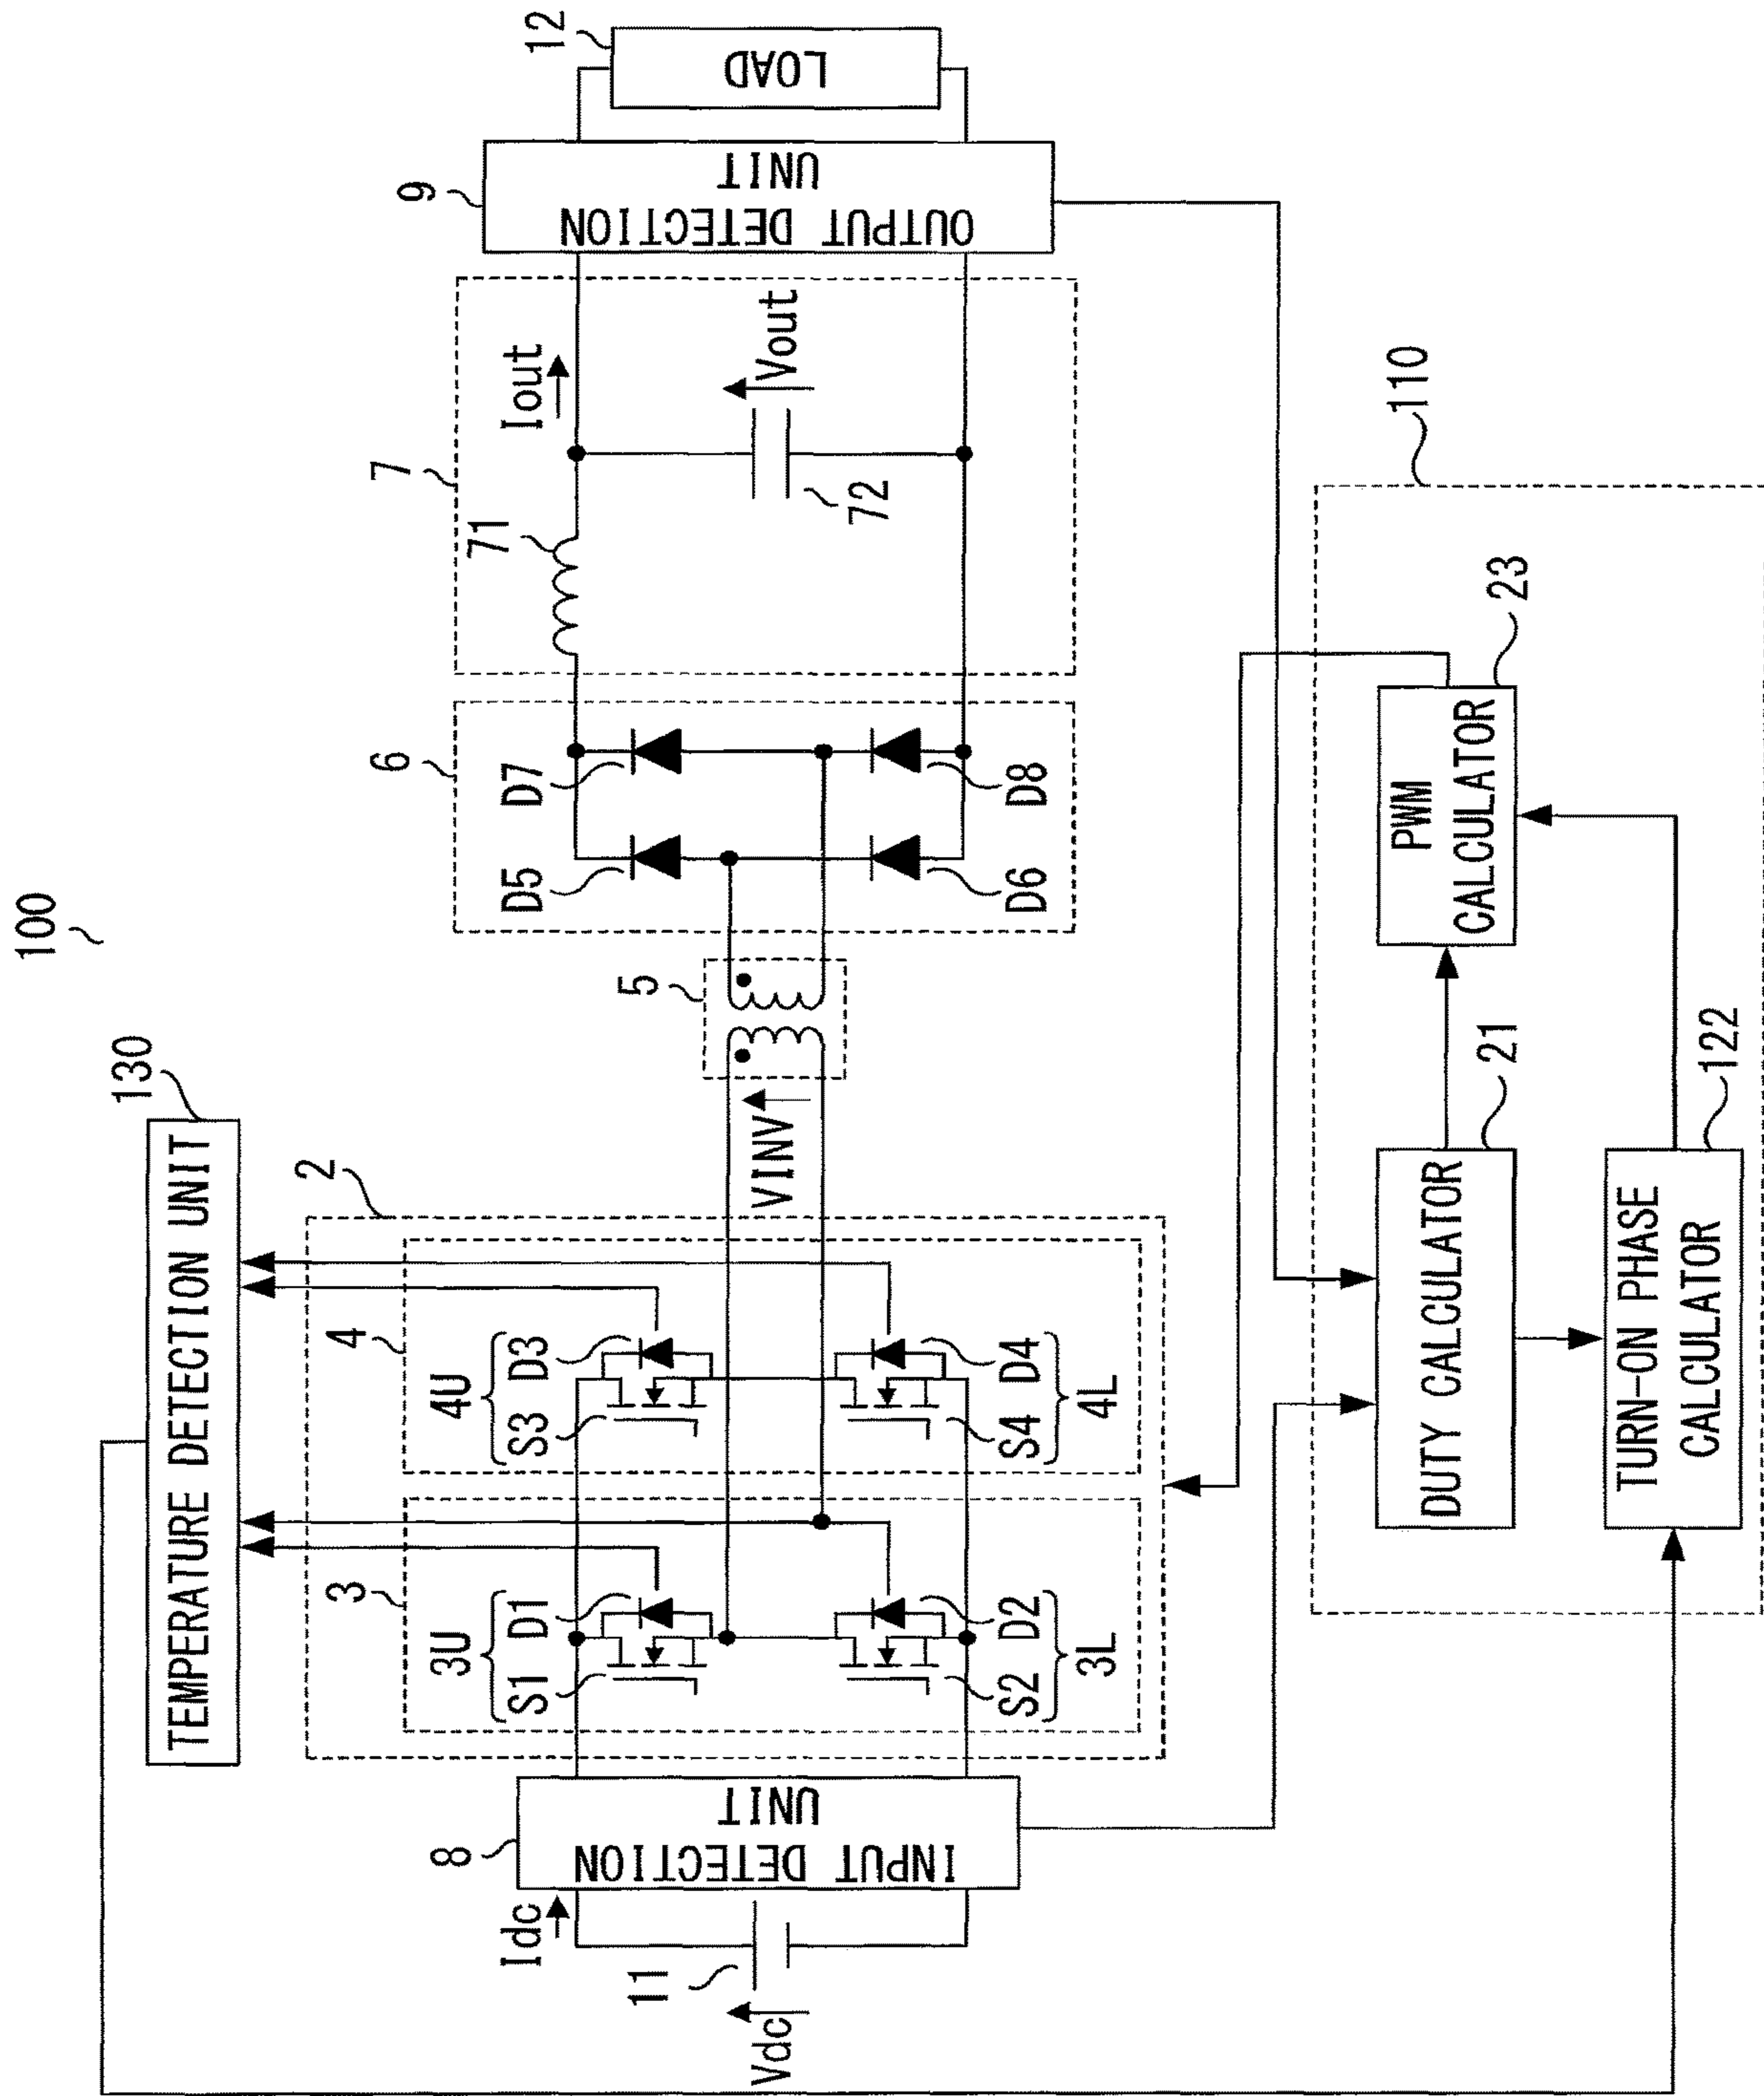 100
130
TEMPERATURE DETECTION UNIT
2
3
4
3U
4U
S1
D1
S3
D3
S2
D2
S4
D4
3L
4L
8
INPUT DETECTION
UNIT
Idc
11
Vdc
VINV
5
6
D5
D7
D6
D8
7
71
Iout
72
Vout
9
OUTPUT DETECTION
UNIT
12
LOAD
110
DUTY CALCULATOR
21
PWM
CALCULATOR
23
TURN-ON PHASE
CALCULATOR
122